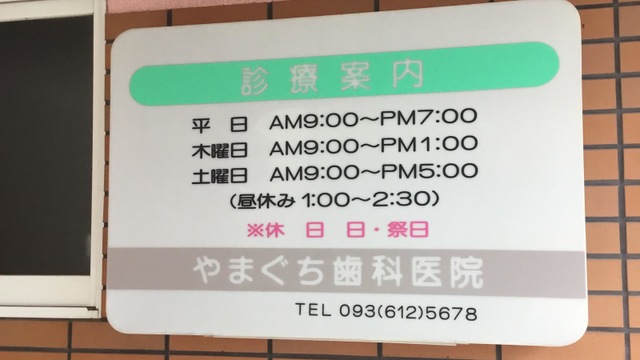 診療案内
平 日 AM9:00〜PM7:00
木曜日 AM9:00〜PM1:00
土曜日 AM9:00〜PM5:00
(昼休み1:00〜2:30)
※休 日 日・祭日
やまぐち歯科医院
TEL 093(612)5678